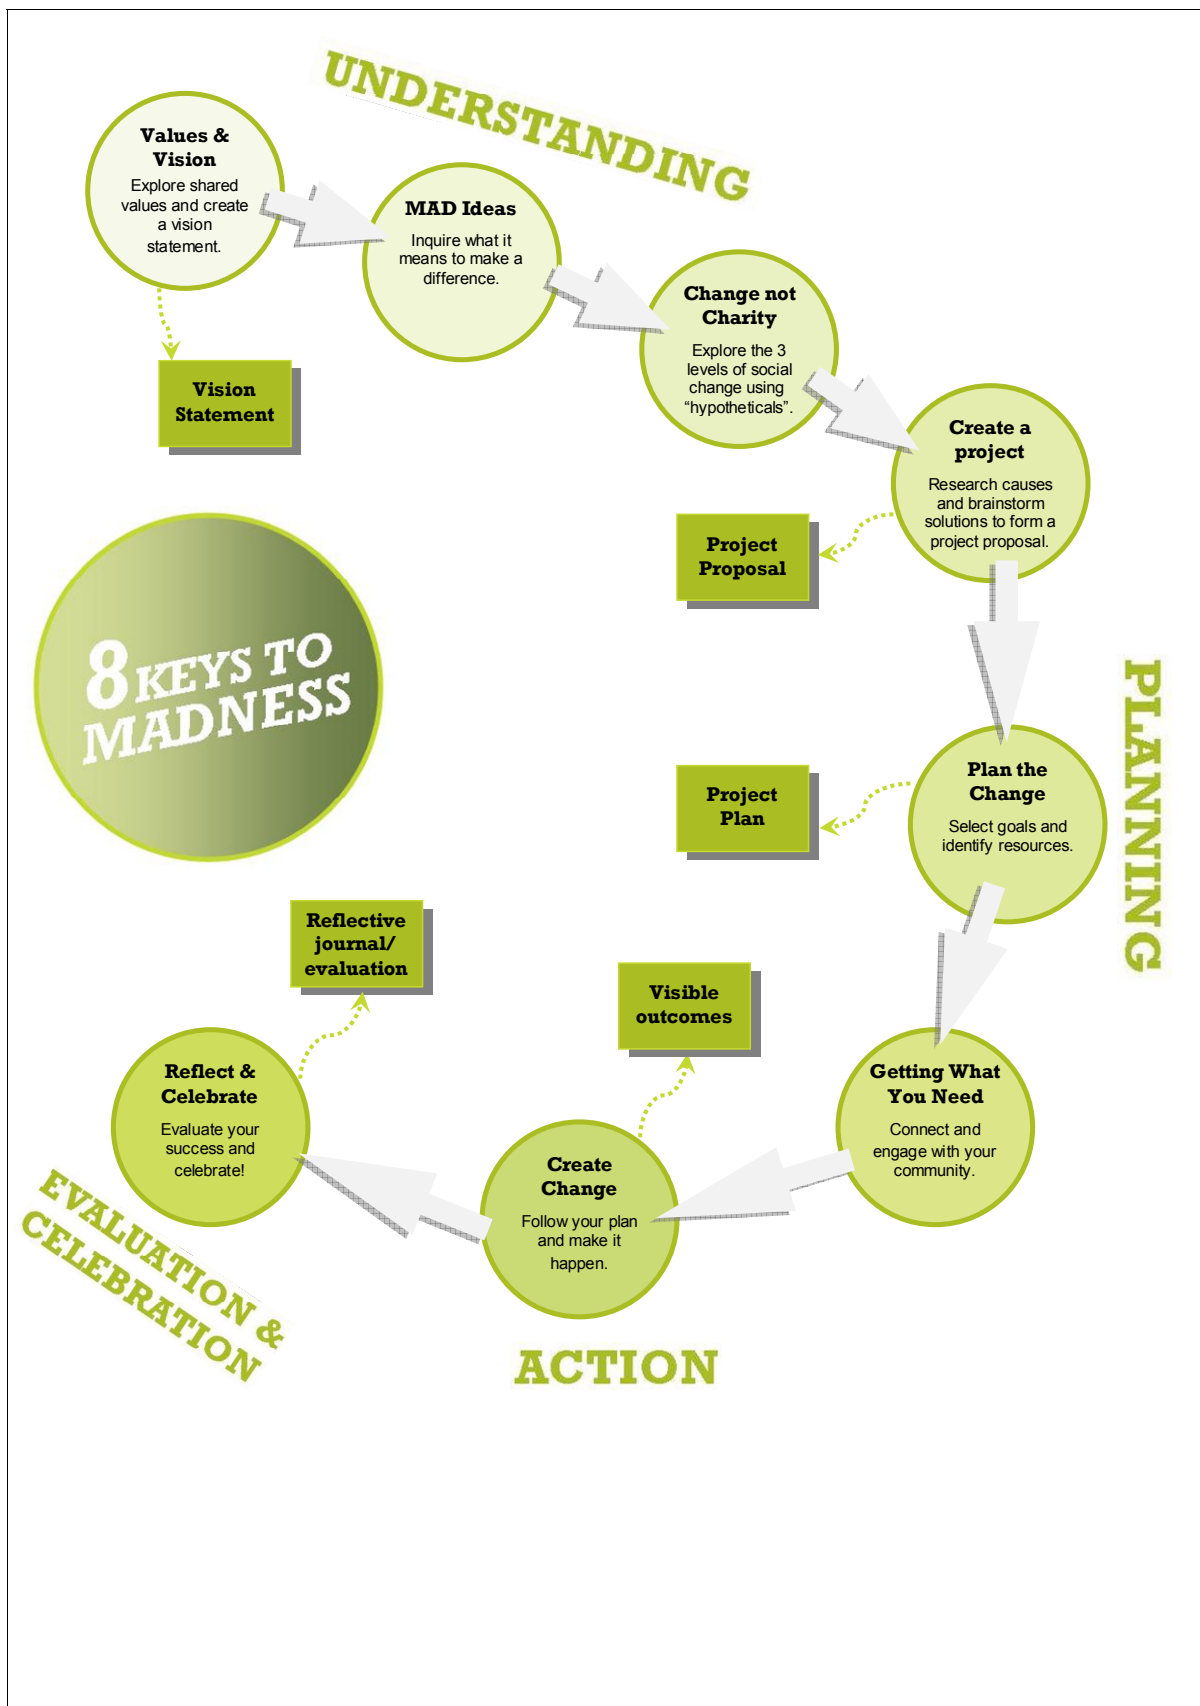 UNDERSTANDING
Values &
Vision
Explore shared
values and create
a vision
statement.
MAD Ideas
Inquire what it
means to make a
difference.
Change not
Charity
Explore the 3
levels of social
change using
“hypotheticals”.
Vision
Statement
Create a
project
Research causes
and brainstorm
solutions to form a
project proposal.
Project
Proposal
8 KEYS TO
MADNESS
PLANNING
Plan the
Change
Select goals and
identify resources.
Project
Plan
Getting What
You Need
Connect and
engage with your
community.
Visible
outcomes
Create
Change
Follow your plan
and make it
happen.
ACTION
Reflective
journal/
evaluation
Reflect &
Celebrate
Evaluate your
success and
celebrate!
EVALUATION &
CELEBRATION